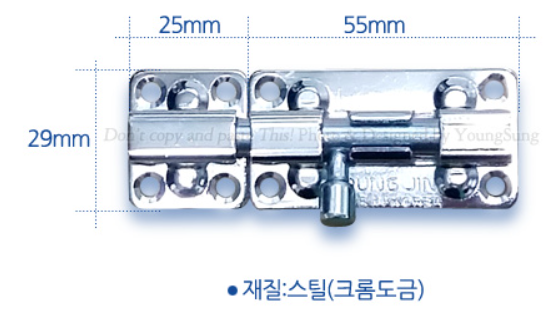 25mm 55mm
29mm
Don't copy and paste This! Photo & Designed by YoungSung
● 재질:스틸(크롬도금)